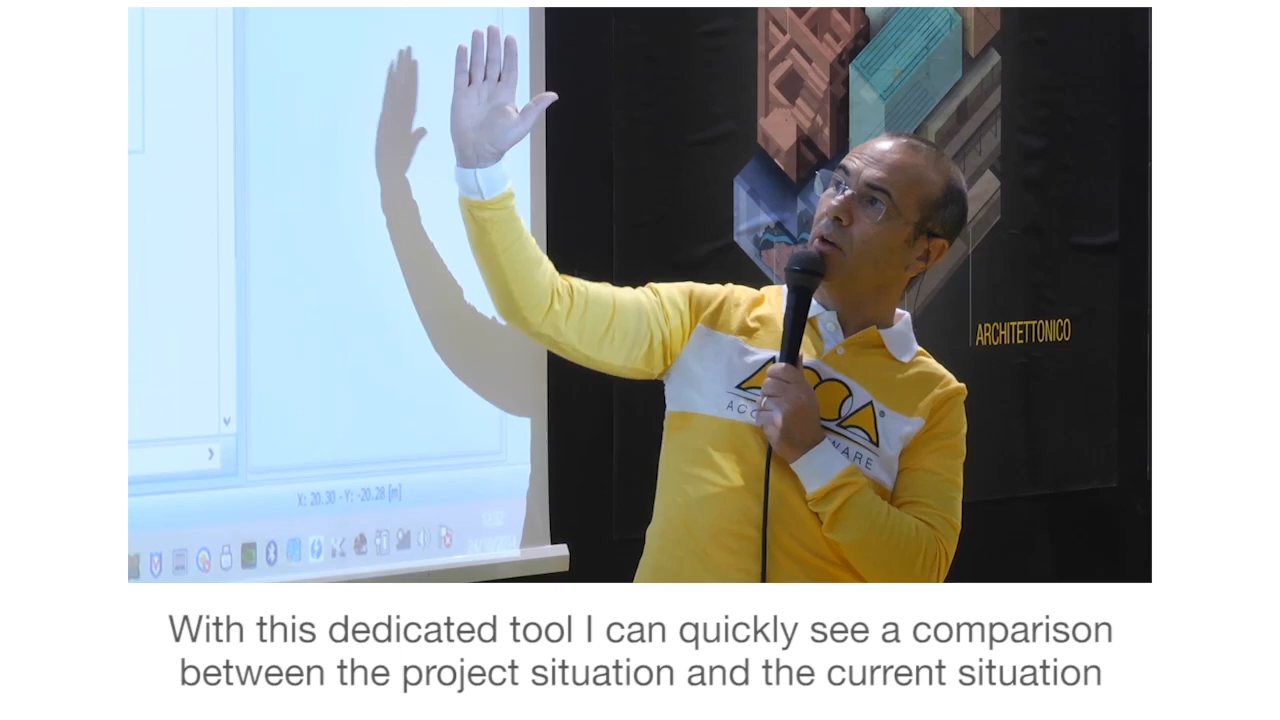 ARCHITETTONICO
ACCA
®
X: 20.30 - Y: -20.28 [m]
With this dedicated tool I can quickly see a comparison
between the project situation and the current situation